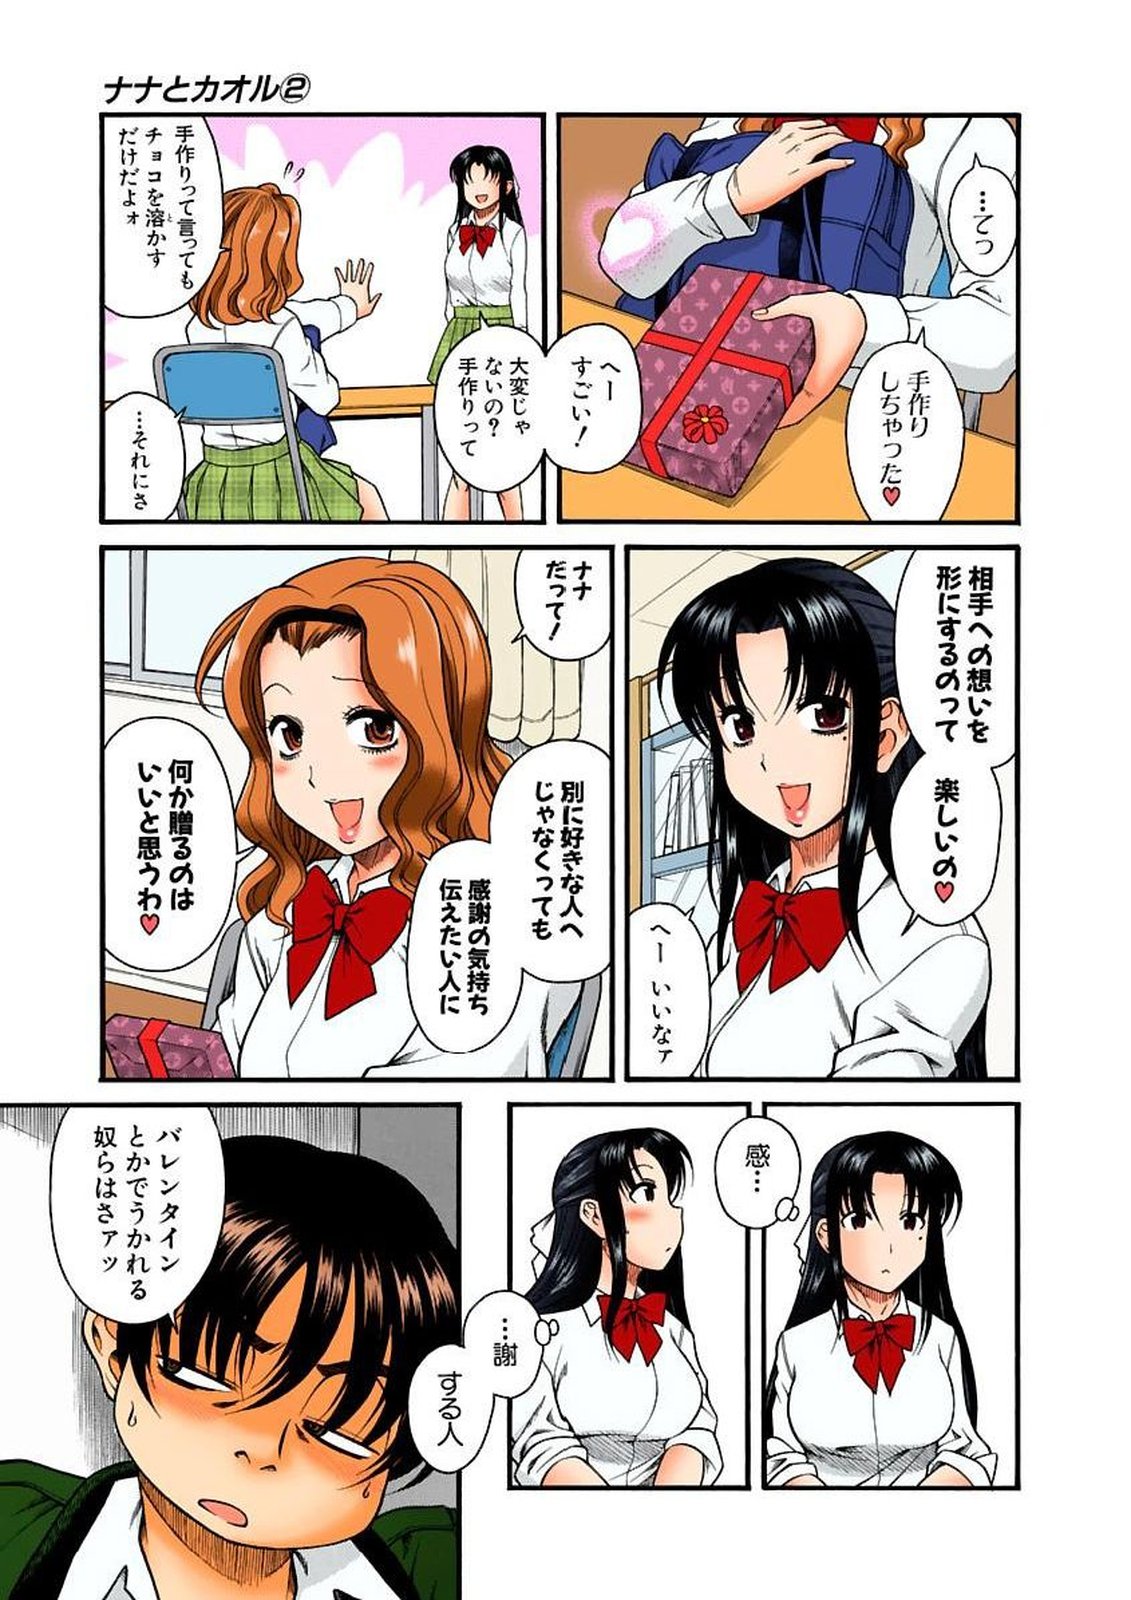 ナナとカオル②
…てっ
手作り
しちゃった♥
へー
すごい!
大変じゃ
ないの?
手作りって
手作りって言っても
チョコを溶かす
と
だけだよォ
…それにさ
相手への想いを
形にするのって
楽しいの♥
へー いいなァ
ナナ
だって!
別に好きな人へ
じゃなくっても
感謝の気持ち
伝えたい人に
何か贈るのは
いいと思うわ♥
感…
…謝
する人
バレンタイン
とかでうかれる
奴らはさァッ